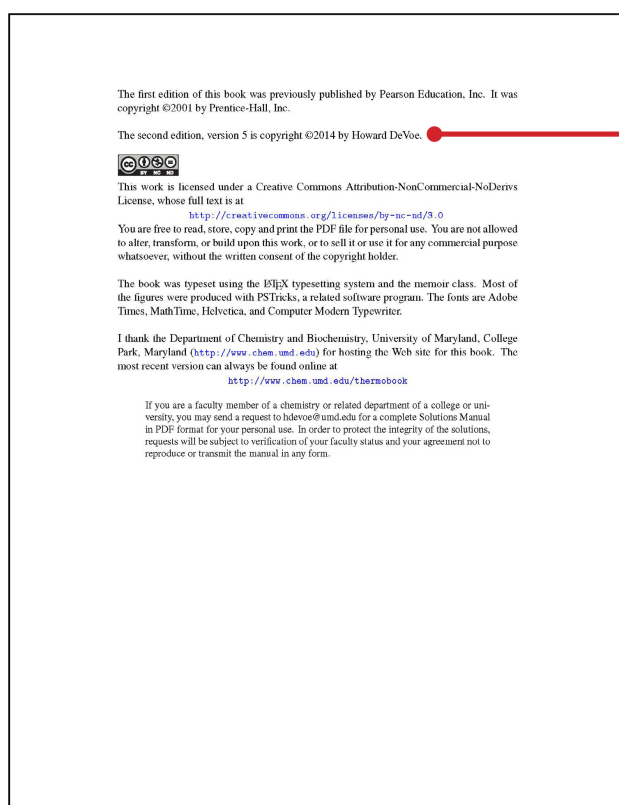 The first edition of this book was previously published by Pearson Education, Inc. It was
copyright ©2001 by Prentice-Hall, Inc.
The second edition, version 5 is copyright ©2014 by Howard DeVoe.
cc
BY NC ND
This work is licensed under a Creative Commons Attribution-NonCommercial-NoDerivs
License, whose full text is at
http://creativecommons.org/licenses/by-nc-nd/3.0
You are free to read, store, copy and print the PDF file for personal use. You are not allowed
to alter, transform, or build upon this work, or to sell it or use it for any commercial purpose
whatsoever, without the written consent of the copyright holder.
The book was typeset using the LATEX typesetting system and the memoir class. Most of
the figures were produced with PSTricks, a related software program. The fonts are Adobe
Times, MathTime, Helvetica, and Computer Modern Typewriter.
I thank the Department of Chemistry and Biochemistry, University of Maryland, College
Park, Maryland (http://www.chem.umd.edu) for hosting the Web site for this book. The
most recent version can always be found online at
http://www.chem.umd.edu/thermobook
If you are a faculty member of a chemistry or related department of a college or uni-
versity, you may send a request to hdevoe@umd.edu for a complete Solutions Manual
in PDF format for your personal use. In order to protect the integrity of the solutions,
requests will be subject to verification of your faculty status and your agreement not to
reproduce or transmit the manual in any form.